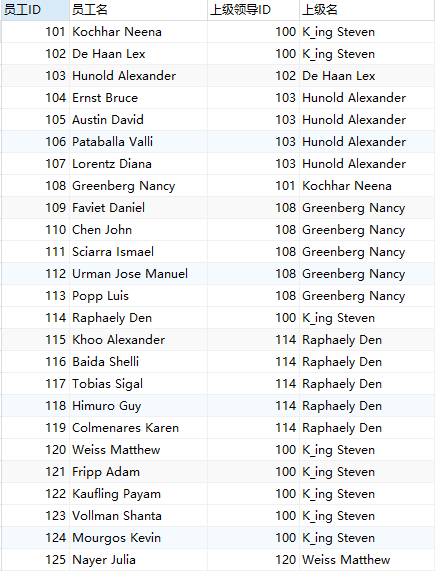 员工ID 员工名 上级领导ID 上级名
101 Kochhar Neena 100 K_ing Steven
102 De Haan Lex 100 K_ing Steven
103 Hunold Alexander 102 De Haan Lex
104 Ernst Bruce 103 Hunold Alexander
105 Austin David 103 Hunold Alexander
106 Pataballa Valli 103 Hunold Alexander
107 Lorentz Diana 103 Hunold Alexander
108 Greenberg Nancy 101 Kochhar Neena
109 Faviet Daniel 108 Greenberg Nancy
110 Chen John 108 Greenberg Nancy
111 Sciarra Ismael 108 Greenberg Nancy
112 Urman Jose Manuel 108 Greenberg Nancy
113 Popp Luis 108 Greenberg Nancy
114 Raphaely Den 100 K_ing Steven
115 Khoo Alexander 114 Raphaely Den
116 Baida Shelli 114 Raphaely Den
117 Tobias Sigal 114 Raphaely Den
118 Himuro Guy 114 Raphaely Den
119 Colmenares Karen 114 Raphaely Den
120 Weiss Matthew 100 K_ing Steven
121 Fripp Adam 100 K_ing Steven
122 Kaufling Payam 100 K_ing Steven
123 Vollman Shanta 100 K_ing Steven
124 Mourgos Kevin 100 K_ing Steven
125 Nayer Julia 120 Weiss Matthew